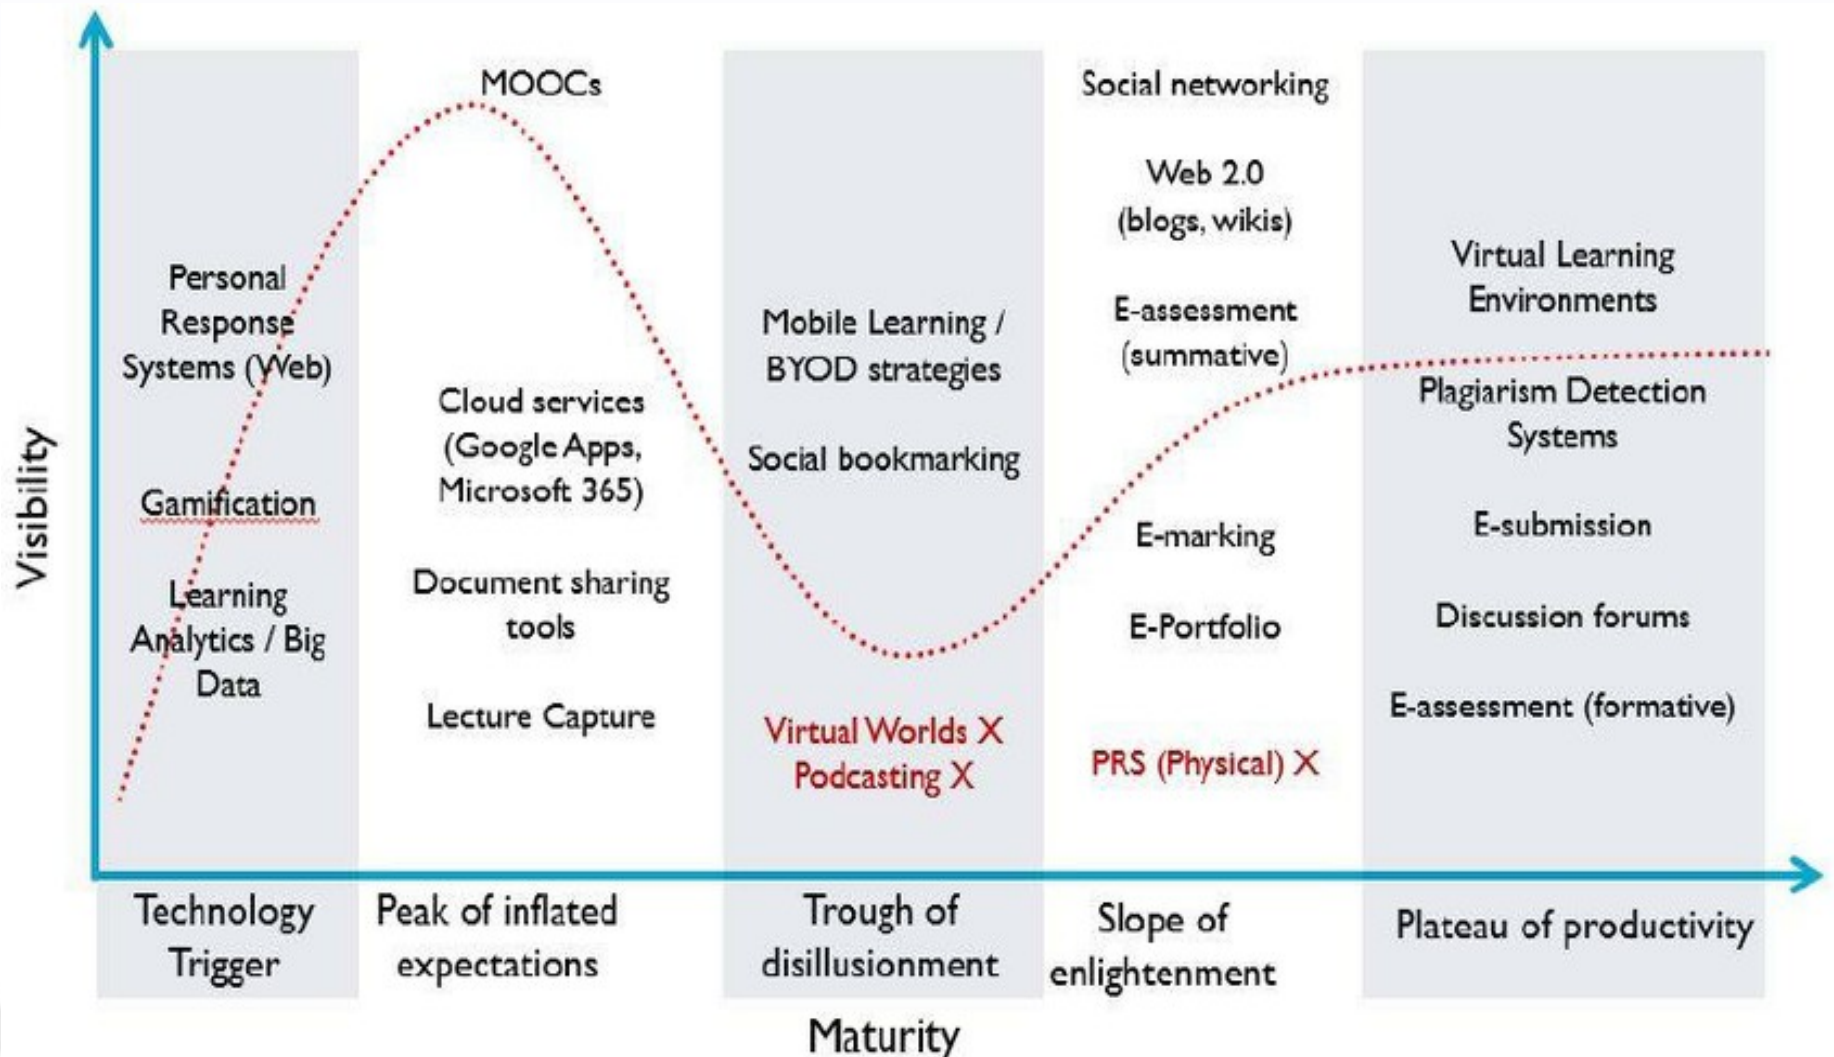 Visibility
Personal
Response
Systems (Web)
Gamification
Learning
Analytics / Big
Data
MOOCs
Cloud services
(Google Apps,
Microsoft 365)
Document sharing
tools
Lecture Capture
Mobile Learning /
BYOD strategies
Social bookmarking
Virtual Worlds X
Podcasting X
Social networking
Web 2.0
(blogs, wikis)
E-assessment
(summative)
E-marking
E-Portfolio
PRS (Physical) X
Virtual Learning
Environments
Plagiarism Detection
Systems
E-submission
Discussion forums
E-assessment (formative)
Technology
Trigger
Peak of inflated
expectations
Trough of
disillusionment
Slope of
enlightenment
Plateau of productivity
Maturity